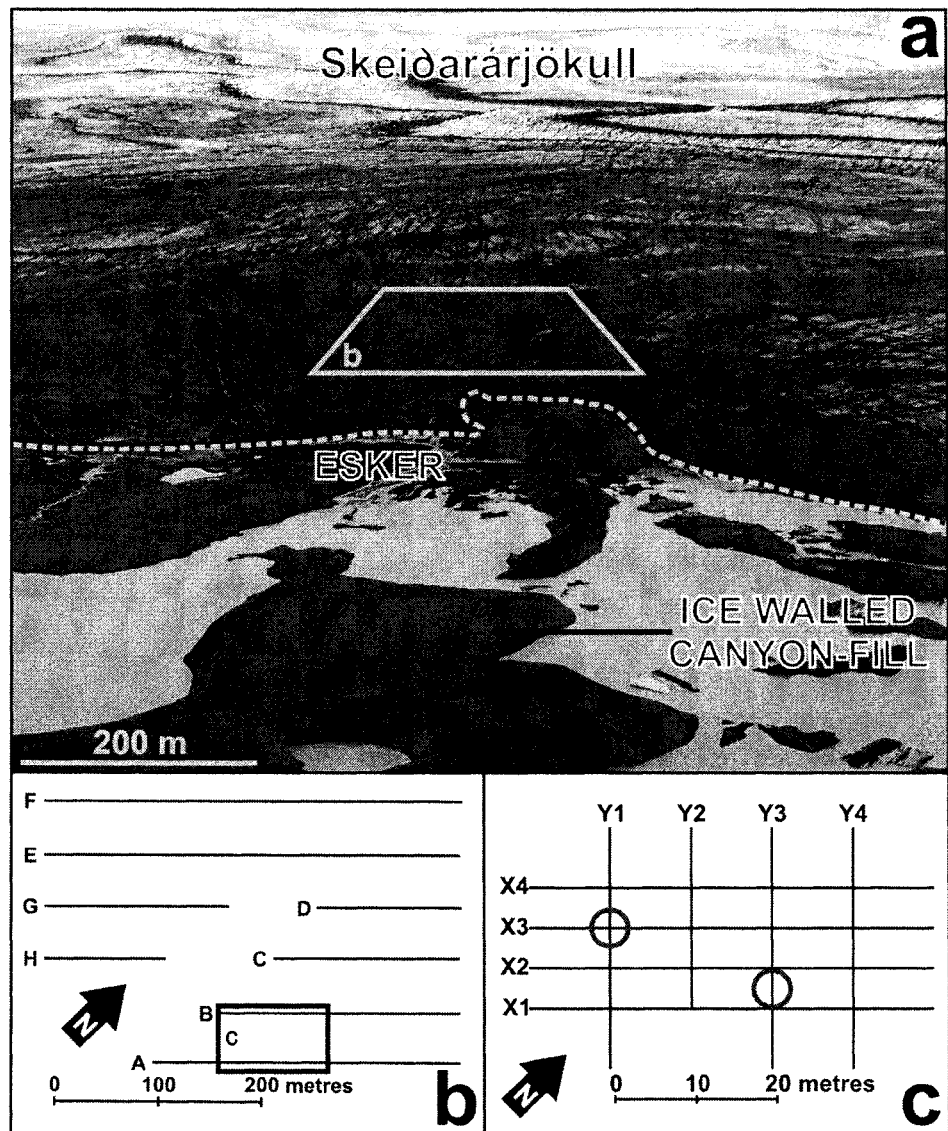 a
Skeiðarárjökull
b
ESKER
ICE WALLED
CANYON-FILL
200 m
F
E
G
D
H
C
N
B
C
A
0 100 200 metres
b
Y1 Y2 Y3 Y4
X4
X3
X2
X1
N
0 10 20 metres
c